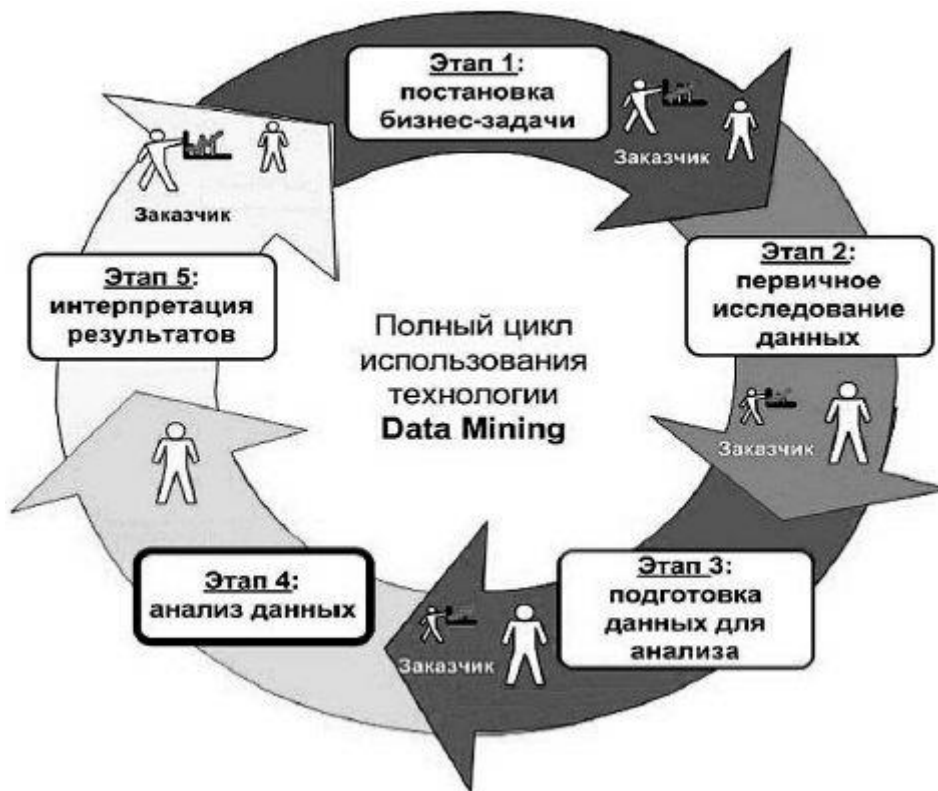 Этап 1:
постановка
бизнес-задачи
Заказчик
Этап 2:
первичное
исследование
данных
Заказчик
Этап 3:
подготовка
данных для
анализа
Заказчик
Этап 4:
анализ данных
Этап 5:
интерпретация
результатов
Заказчик
Полный цикл
использования
технологии
Data Mining